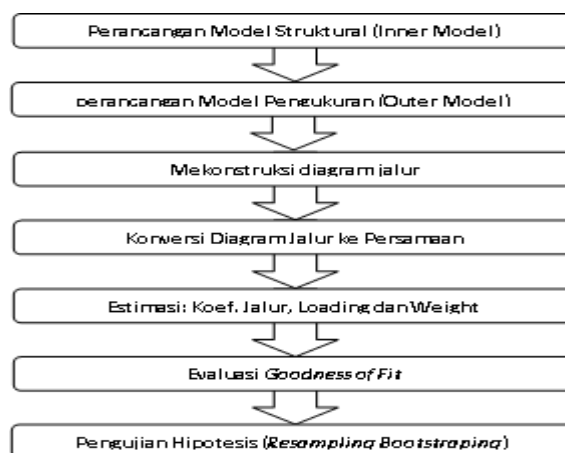 Perancangan Model Struktural (Inner Model)
perancangan Model Pengukuran (Outer Model)
Mekonstruksi diagram jalur
Konversi Diagram Jalur ke Persamaan
Estimasi: Koef. Jalur, Loading dan Weight
Evaluasi Goodness of Fit
Pengujian Hipotesis (Resampling Bootstraping)